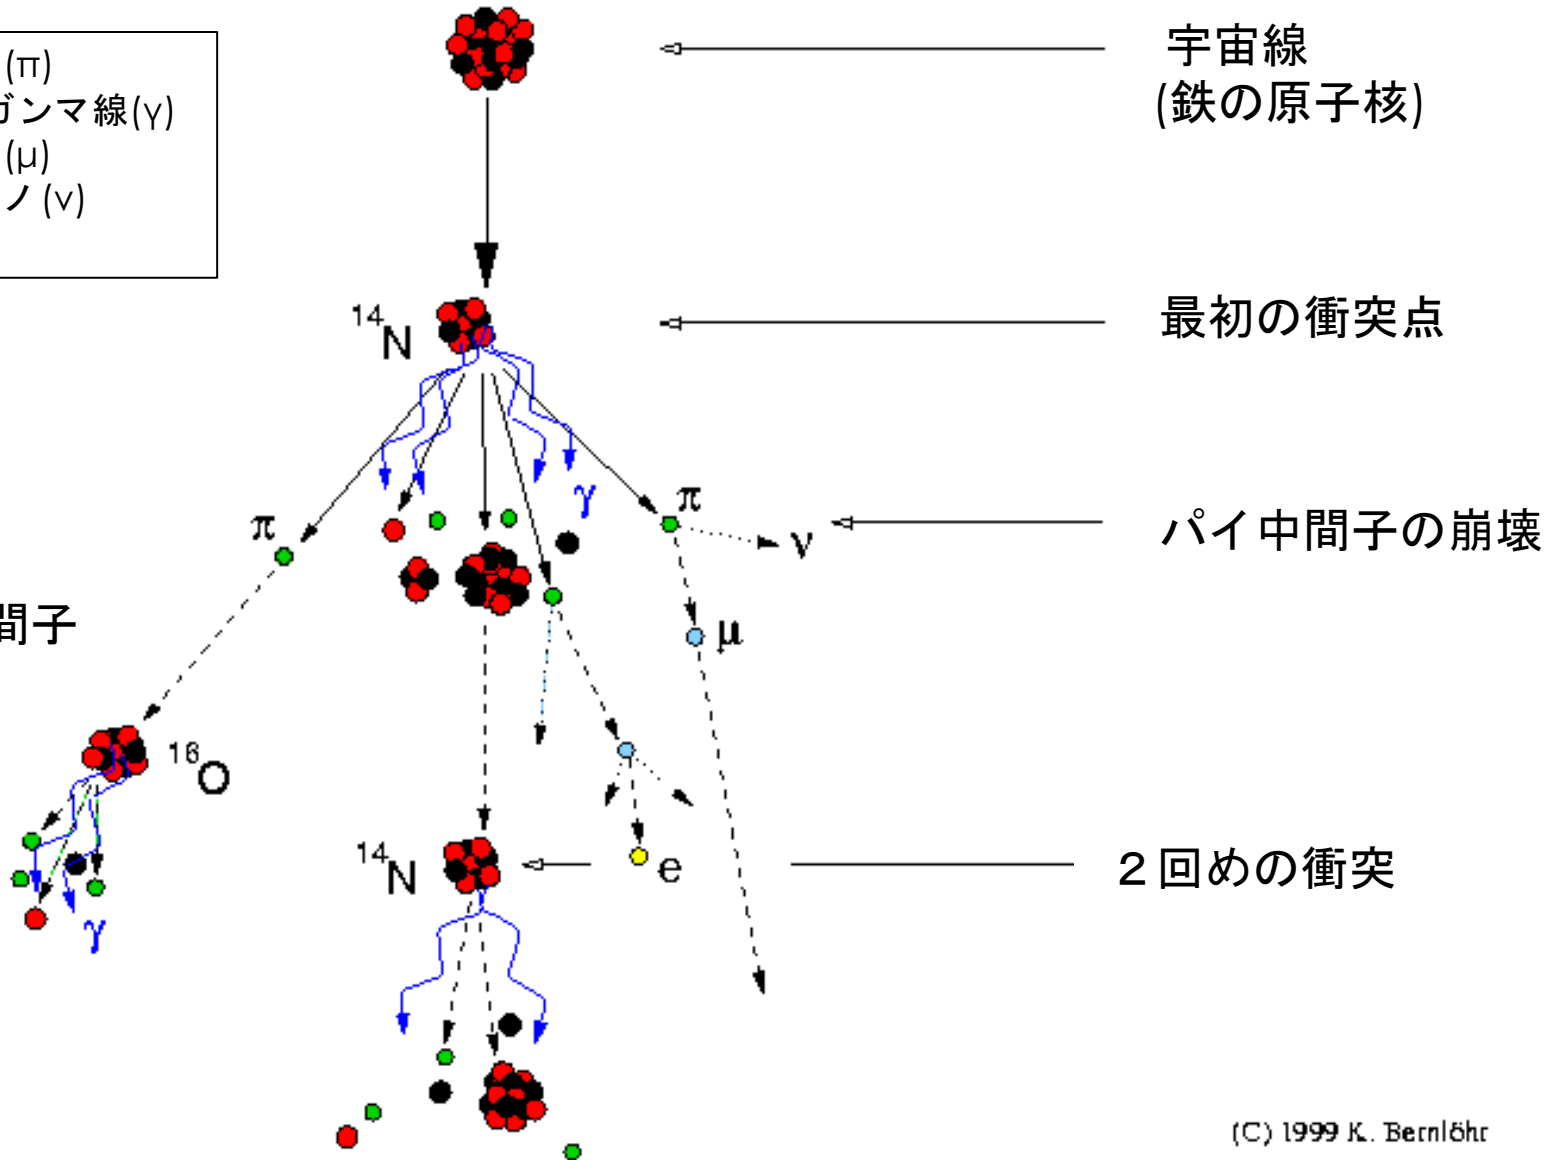 (π)
ガンマ線(γ)
(μ)
ノ(ν)
宇宙線
(鉄の原子核)
14N
最初の衝突点
γ
π
π
ν
パイ中間子の崩壊
間子
μ
16O
14N
e
２回めの衝突
γ
(C) 1999 K. Bernlöhr